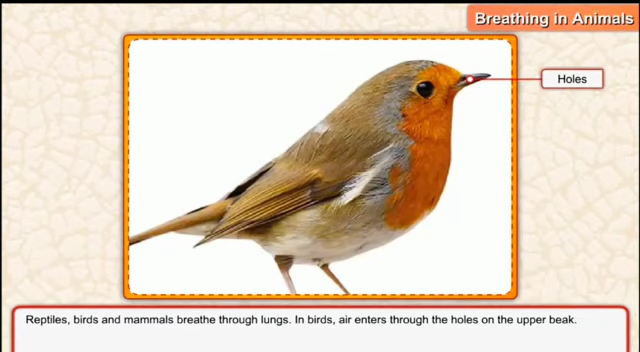 Breathing in Animals
Holes
Reptiles, birds and mammals breathe through lungs. In birds, air enters through the holes on the upper beak.